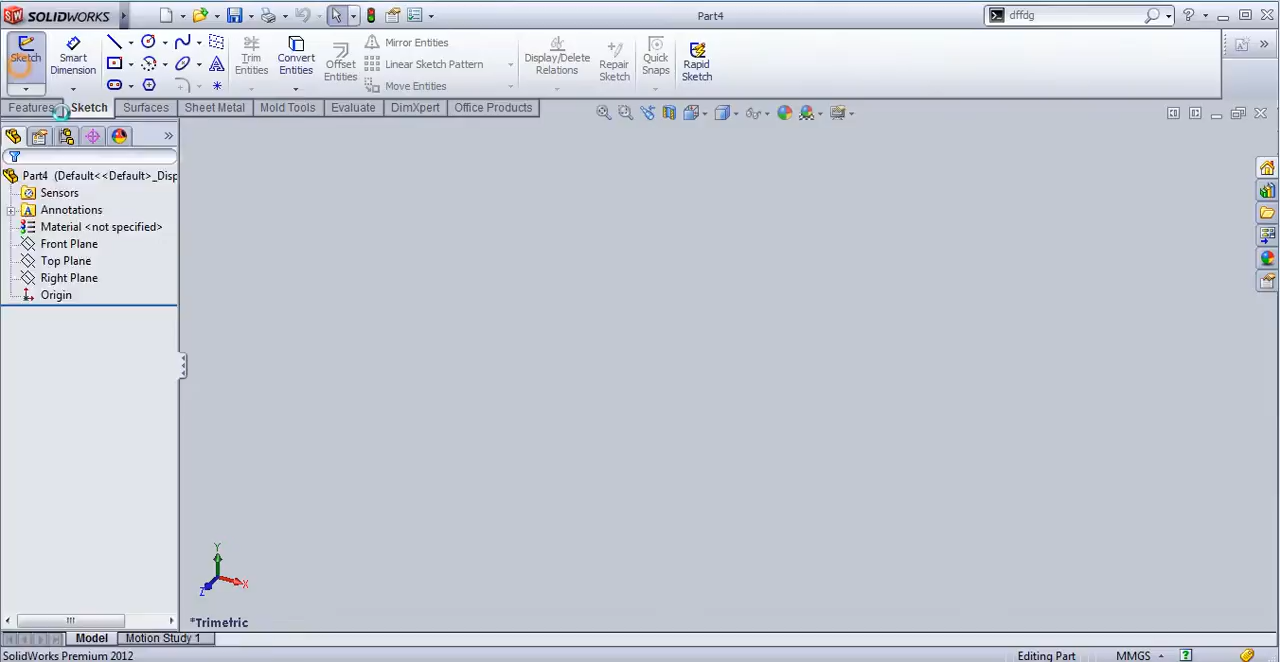 SOLIDWORKS
Part4
dffdg
Sketch
Smart Dimension
Trim Entities
Convert Entities
Offset Entities
Mirror Entities
Linear Sketch Pattern
Move Entities
Display/Delete Relations
Repair Sketch
Quick Snaps
Rapid Sketch
Features
Sketch
Surfaces
Sheet Metal
Mold Tools
Evaluate
DimXpert
Office Products
Part4 (Default<<Default>_Disp
Sensors
Annotations
Material <not specified>
Front Plane
Top Plane
Right Plane
Origin
Y
X
Z
*Trimetric
Model
Motion Study 1
SolidWorks Premium 2012
Editing Part
MMGS